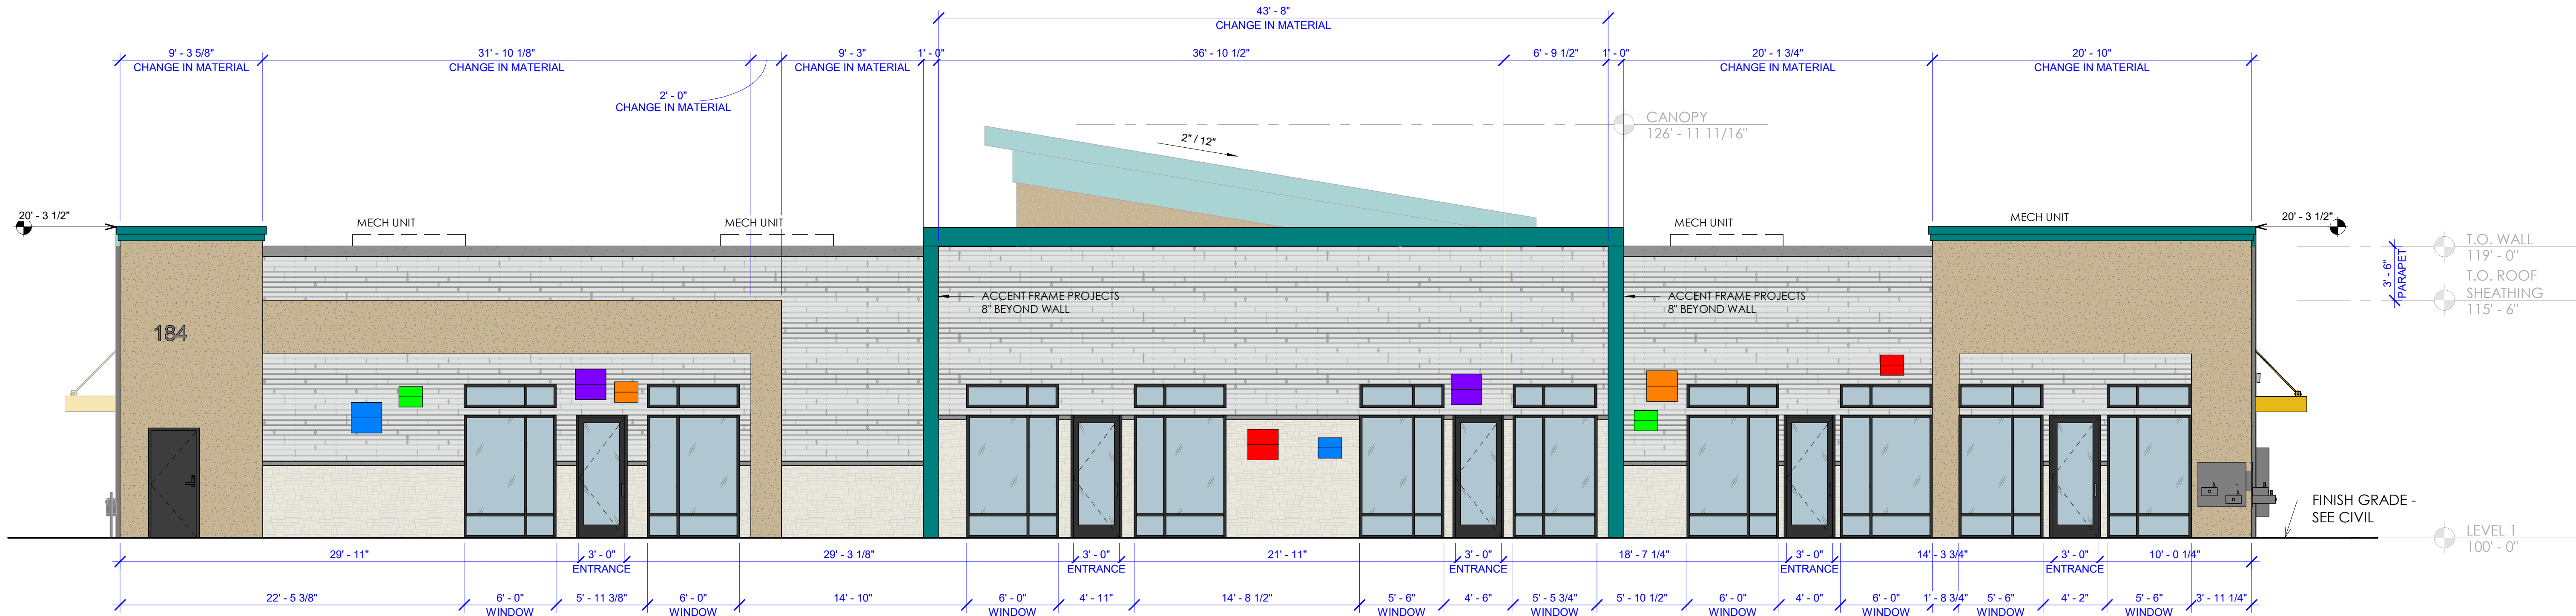 43' - 8"
CHANGE IN MATERIAL
9' - 3 5/8"
CHANGE IN MATERIAL
31' - 10 1/8"
CHANGE IN MATERIAL
2' - 0"
CHANGE IN MATERIAL
9' - 3"
CHANGE IN MATERIAL
1' - 0"
36' - 10 1/2"
6' - 9 1/2"
1' - 0"
20' - 1 3/4"
CHANGE IN MATERIAL
20' - 10"
CHANGE IN MATERIAL
CANOPY
126' - 11 11/16"
2" / 12"
20' - 3 1/2"
MECH UNIT
MECH UNIT
MECH UNIT
MECH UNIT
20' - 3 1/2"
T.O. WALL
119' - 0"
3' - 6"
PARAPET
T.O. ROOF
SHEATHING
115' - 6"
ACCENT FRAME PROJECTS
8" BEYOND WALL
ACCENT FRAME PROJECTS
8" BEYOND WALL
184
FINISH GRADE -
SEE CIVIL
LEVEL 1
100' - 0"
29' - 11"
3' - 0"
ENTRANCE
29' - 3 1/8"
3' - 0"
ENTRANCE
21' - 11"
3' - 0"
ENTRANCE
18' - 7 1/4"
3' - 0"
ENTRANCE
14' - 3 3/4"
3' - 0"
ENTRANCE
10' - 0 1/4"
22' - 5 3/8"
6' - 0"
WINDOW
5' - 11 3/8"
6' - 0"
WINDOW
14' - 10"
6' - 0"
WINDOW
4' - 11"
14' - 8 1/2"
5' - 6"
WINDOW
4' - 6"
5' - 5 3/4"
WINDOW
5' - 10 1/2"
6' - 0"
WINDOW
4' - 0"
6' - 0"
WINDOW
1' - 8 3/4"
5' - 6"
WINDOW
4' - 2"
5' - 6"
WINDOW
3' - 11 1/4"